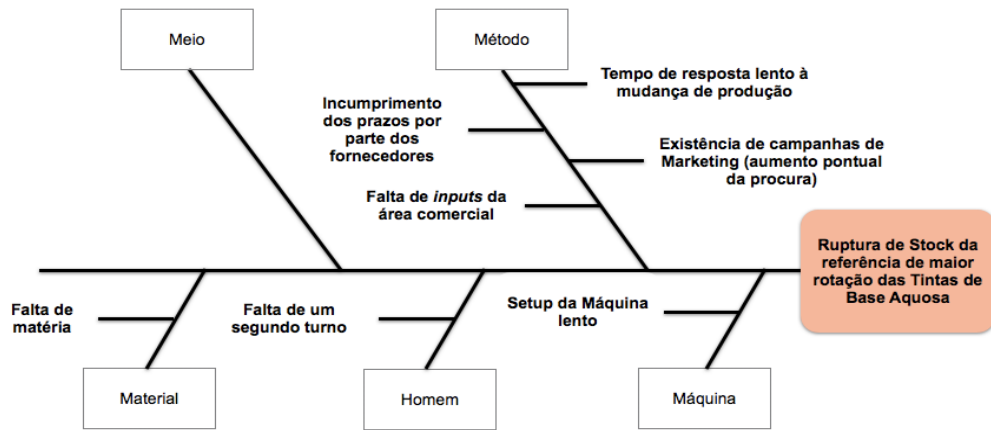 Meio
Método
Tempo de resposta lento à
mudança de produção
Incumprimento
dos prazos por
parte dos
fornecedores
Existência de campanhas de
Marketing (aumento pontual
da procura)
Falta de inputs da
área comercial
Ruptura de Stock da
referência de maior
rotação das Tintas de
Base Aquosa
Falta de
matéria
Falta de um
segundo turno
Setup da Máquina
lento
Material
Homem
Máquina